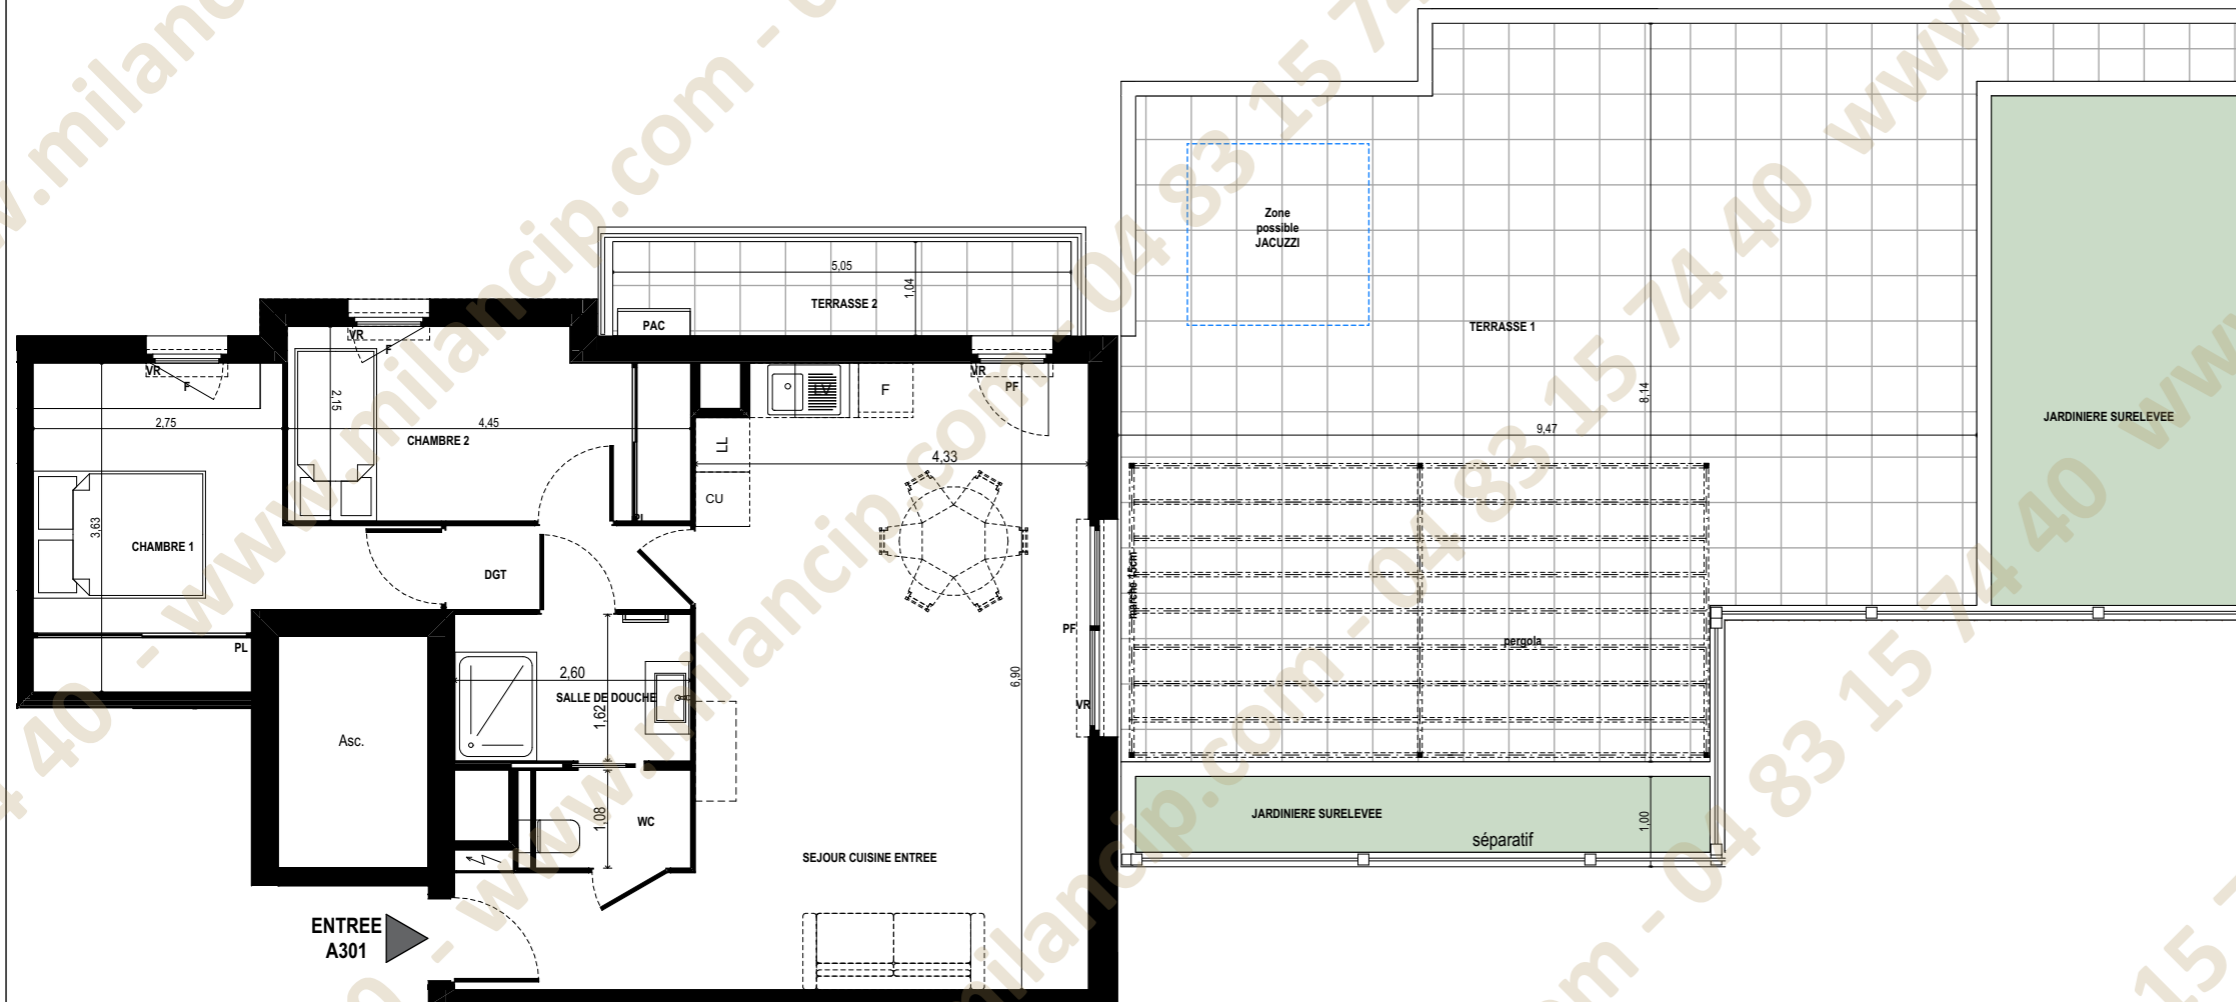 www.milancip.com - 04 83 15 74 40
Zone
possible
JACUZZI
5,05
1,04
TERRASSE 2
PAC
TERRASSE 1
8,14
9,47
JARDINIERE SURELEVEE
VR
F
VR
F
2,15
2,75
4,45
CHAMBRE 2
LV
F
VR
PF
LL
CU
4,33
3,63
CHAMBRE 1
PL
DGT
PL
2,60
SALLE DE DOUCHE
1,62
6,90
PF
VR
marche 15cm
pergola
Asc.
1,08
WC
SEJOUR CUISINE ENTREE
JARDINIERE SURELEVEE
séparatif
1,00
ENTREE
A301